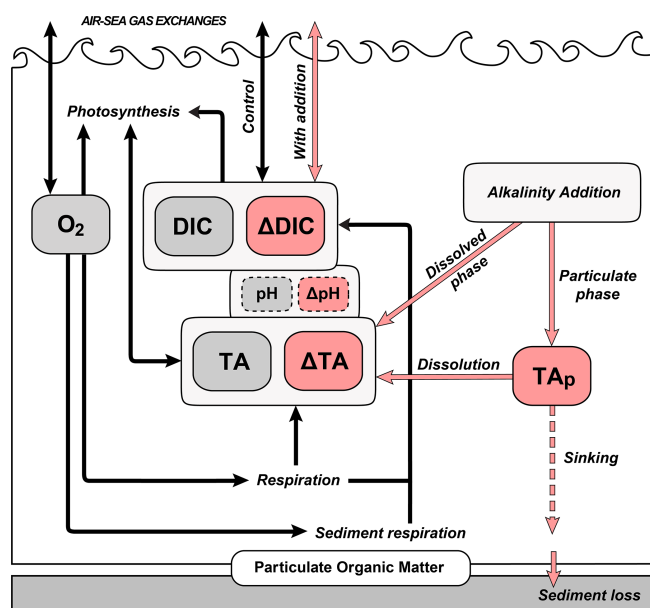 AIR-SEA GAS EXCHANGES
Photosynthesis
Control
With addition
O2
DIC
ΔDIC
Alkalinity Addition
pH
ΔpH
Dissolved
phase
Particulate
phase
TA
ΔTA
Dissolution
TAp
Sinking
Respiration
Sediment respiration
Particulate Organic Matter
Sediment loss